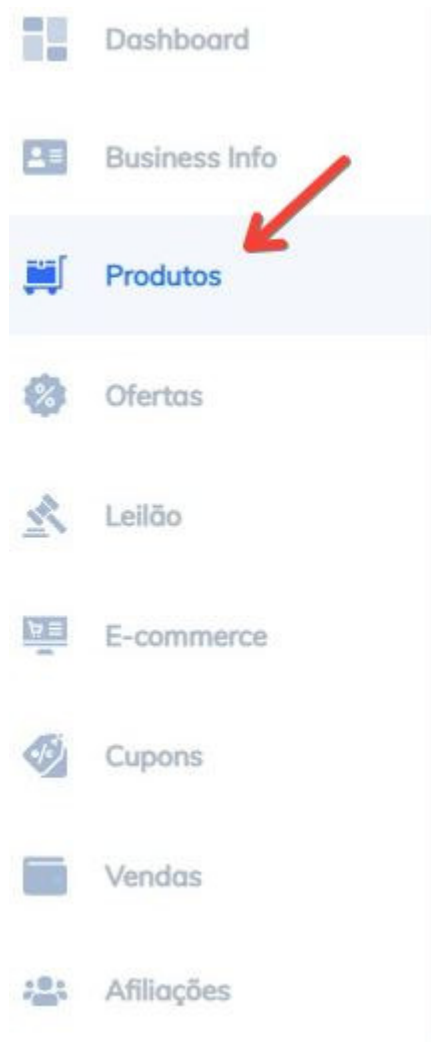 Dashboard
Business Info
Produtos
Ofertas
Leilão
E-commerce
Cupons
Vendas
Afiliações